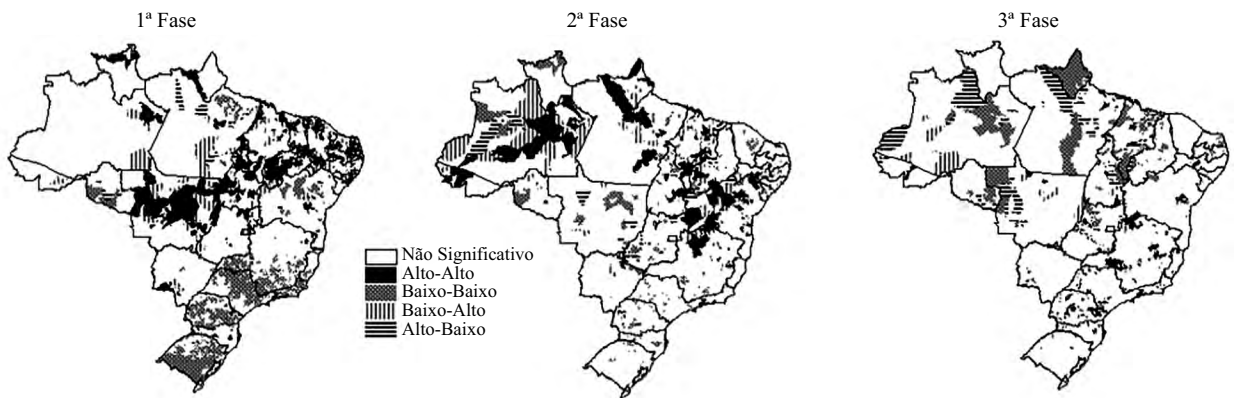 1ª Fase
2ª Fase
3ª Fase
Não Significativo
Alto-Alto
Baixo-Baixo
Baixo-Alto
Alto-Baixo